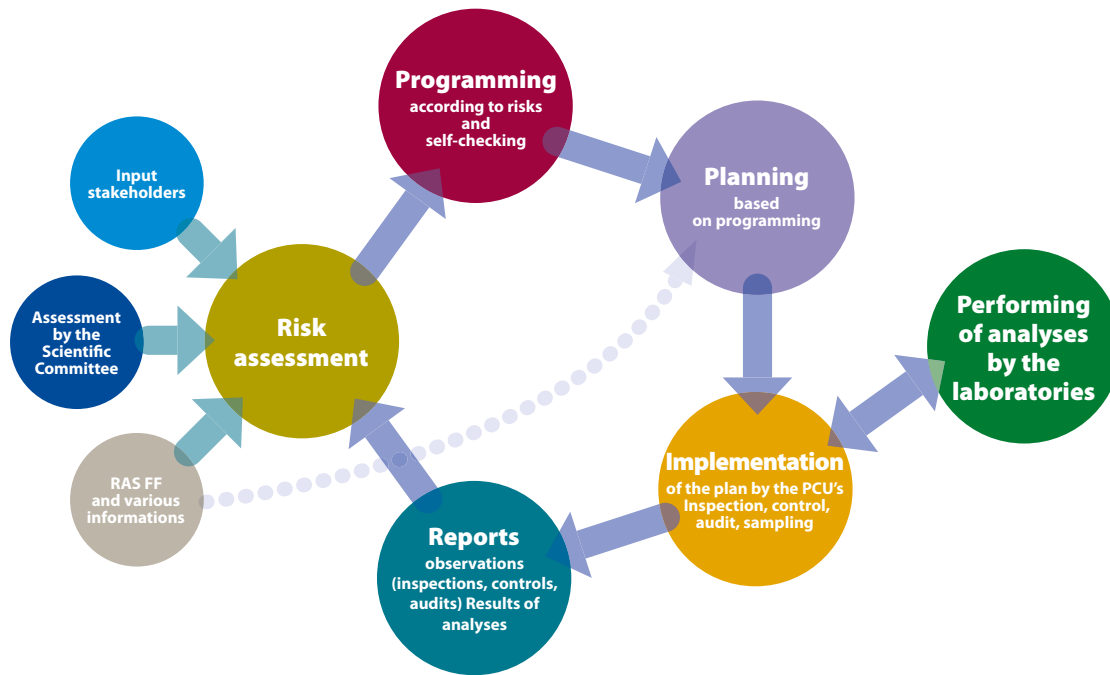 Programming
according to risks
and
self-checking
Input
stakeholders
Planning
based
on programming
Assessment
by the
Scientific
Committee
Risk
assessment
Performing
of analyses
by the
laboratories
RAS FF
and various
informations
Implementation
of the plan by the PCU's
Inspection, control,
audit, sampling
Reports
observations
(inspections, controls,
audits) Results of
analyses